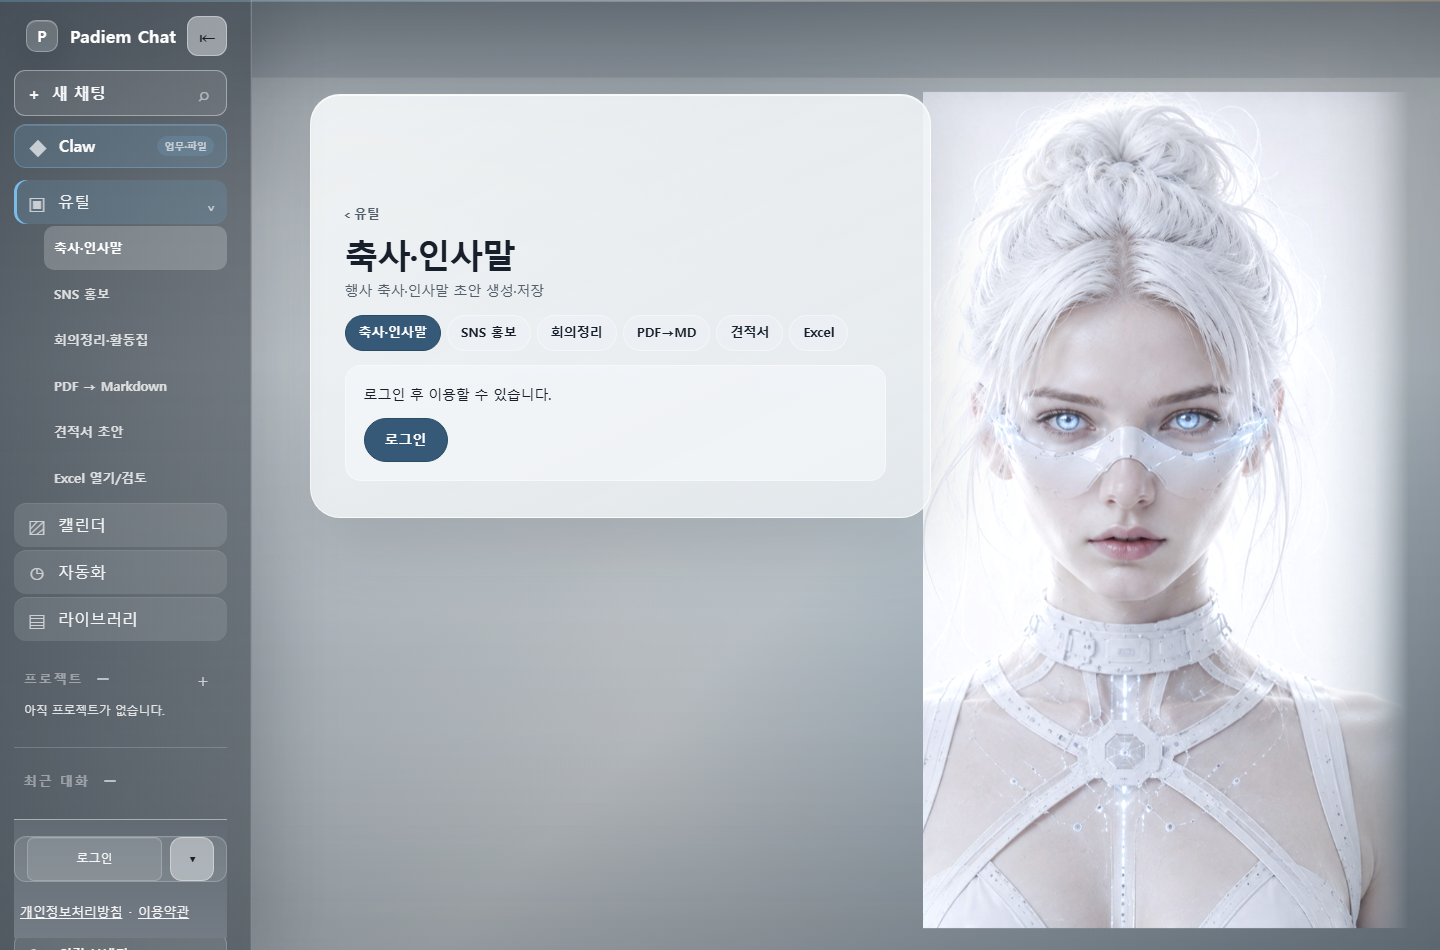 P Padiem Chat
+ 새 채팅
Claw 업무·파일
유틸
축사·인사말
SNS 홍보
회의정리·활동집
PDF → Markdown
견적서 초안
Excel 열기/검토
캘린더
자동화
라이브러리
프로젝트
아직 프로젝트가 없습니다.
최근 대화
로그인
개인정보처리방침 · 이용약관
< 유틸
축사·인사말
행사 축사·인사말 초안 생성·저장
축사·인사말 SNS 홍보 회의정리 PDF→MD 견적서 Excel
로그인 후 이용할 수 있습니다.
로그인